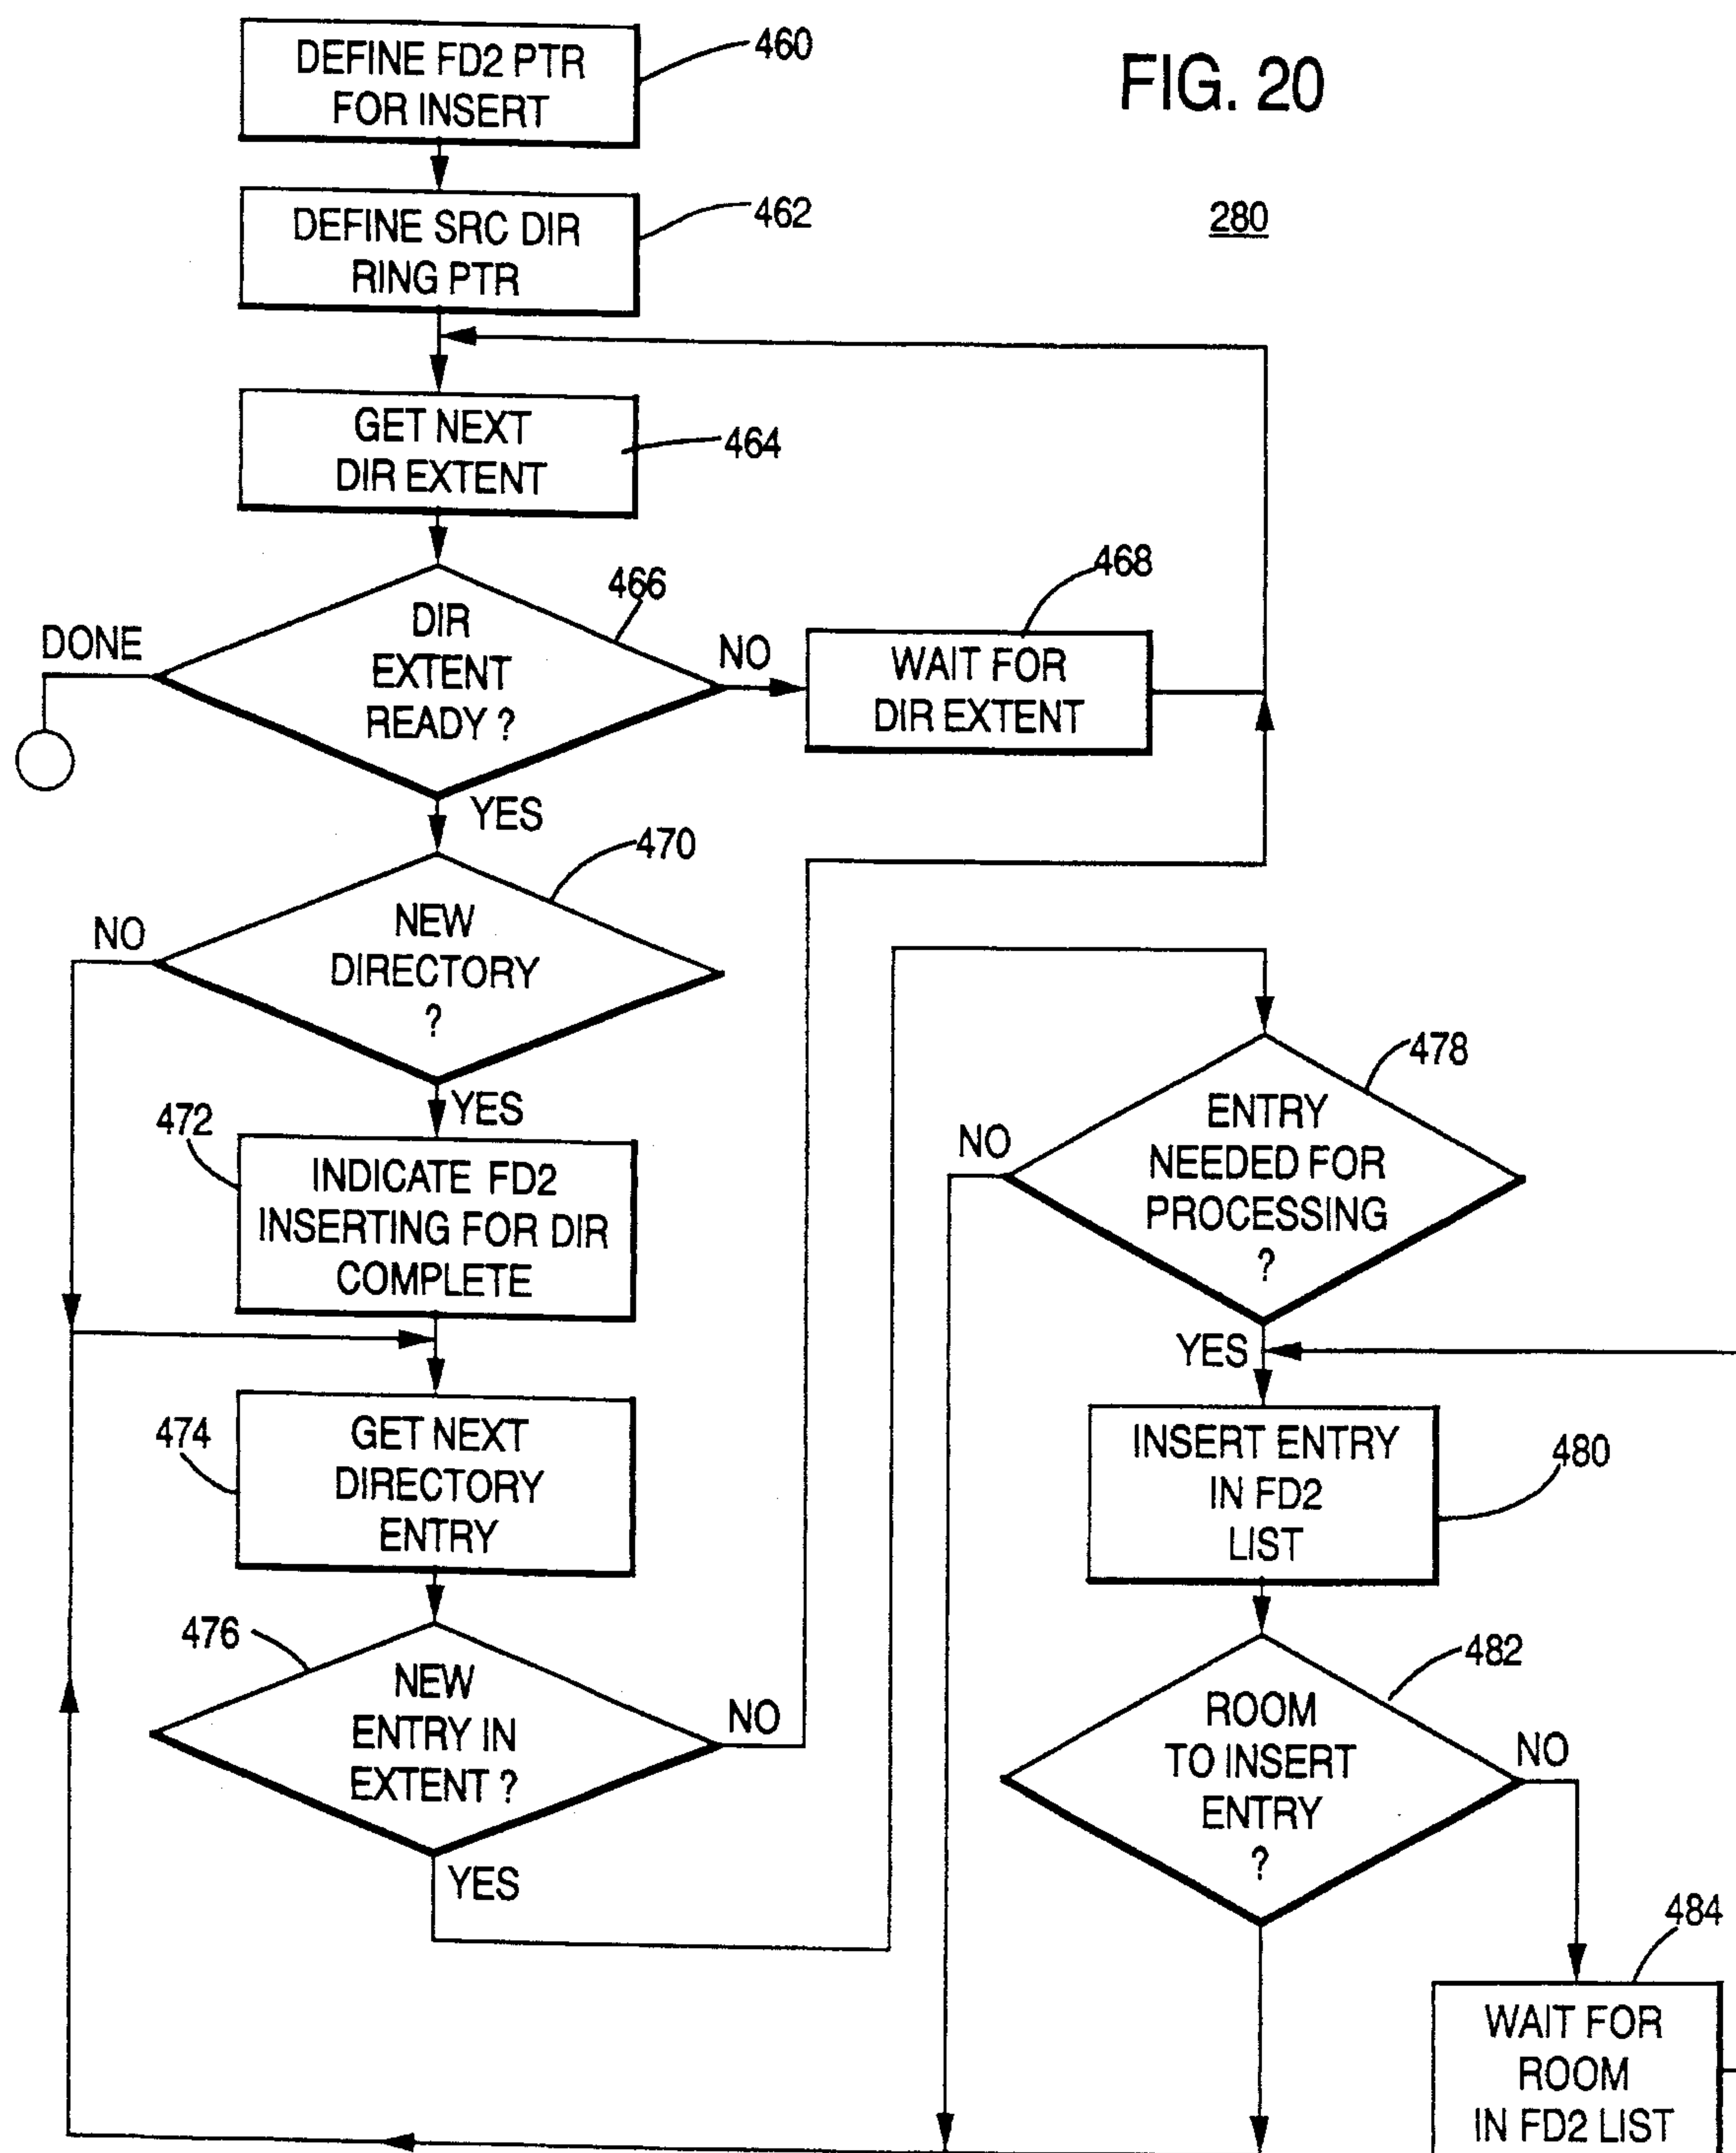 FIG. 20
280
DEFINE FD2 PTR
FOR INSERT
460
DEFINE SRC DIR
RING PTR
462
GET NEXT
DIR EXTENT
464
DIR
EXTENT
READY ?
466
DONE
NO
WAIT FOR
DIR EXTENT
468
YES
NEW
DIRECTORY
?
470
NO
YES
INDICATE FD2
INSERTING FOR DIR
COMPLETE
472
GET NEXT
DIRECTORY
ENTRY
474
NEW
ENTRY IN
EXTENT ?
476
NO
YES
ENTRY
NEEDED FOR
PROCESSING
?
478
NO
YES
INSERT ENTRY
IN FD2
LIST
480
ROOM
TO INSERT
ENTRY
?
482
NO
WAIT FOR
ROOM
IN FD2 LIST
484